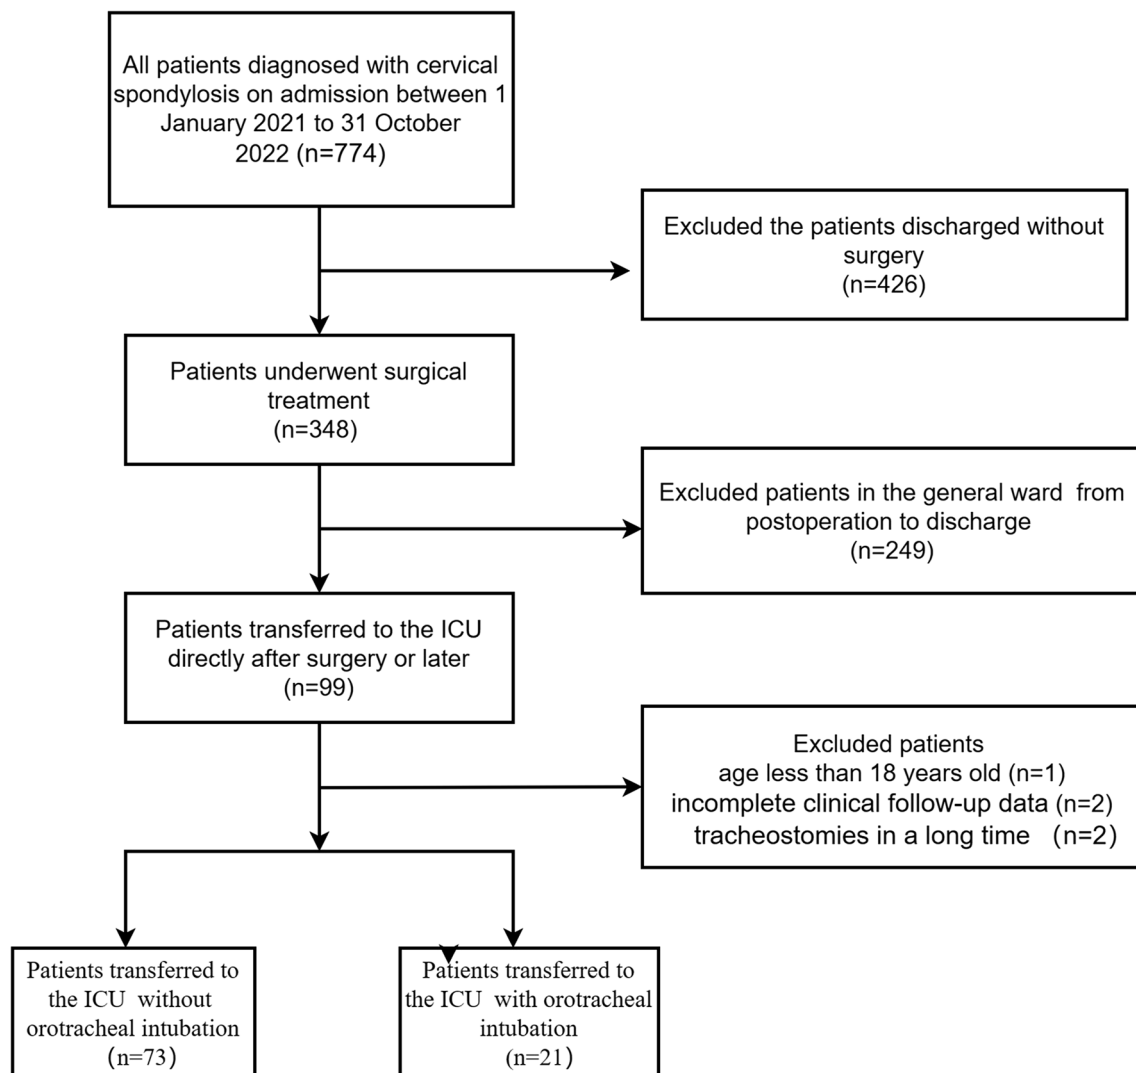 All patients diagnosed with cervical
spondylosis on admission between 1
January 2021 to 31 October
2022 (n=774)
Excluded the patients discharged without
surgery
(n=426)
Patients underwent surgical
treatment
(n=348)
Excluded patients in the general ward from
postoperation to discharge
(n=249)
Patients transferred to the ICU
directly after surgery or later
(n=99)
Excluded patients
age less than 18 years old (n=1)
incomplete clinical follow-up data (n=2)
tracheostomies in a long time (n=2)
Patients transferred to
the ICU without
orotracheal intubation
(n=73)
Patients transferred to
the ICU with orotracheal
intubation
(n=21)